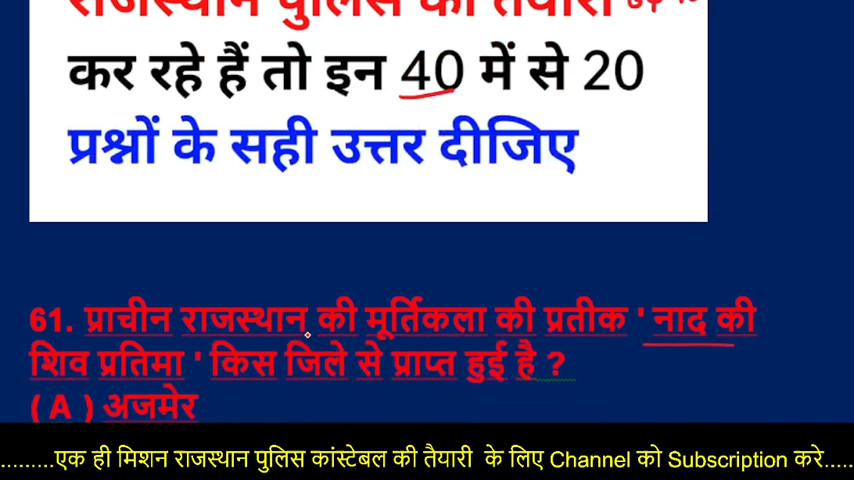 राजस्थान पुलिस की तैयारी
कर रहे हैं तो इन 40 में से 20
प्रश्नों के सही उत्तर दीजिए
61. प्राचीन राजस्थान की मूर्तिकला की प्रतीक ' नाद की
शिव प्रतिमा ' किस जिले से प्राप्त हुई है ?
( A ) अजमेर
.........एक ही मिशन राजस्थान पुलिस कांस्टेबल की तैयारी के लिए Channel को Subscription करे.....